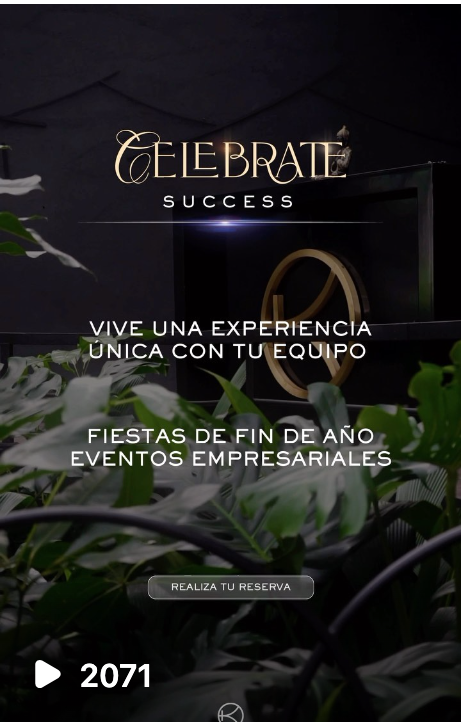 CELEBRATE
SUCCESS
VIVE UNA EXPERIENCIA
ÚNICA CON TU EQUIPO
FIESTAS DE FIN DE AÑO
EVENTOS EMPRESARIALES
REALIZA TU RESERVA
2071